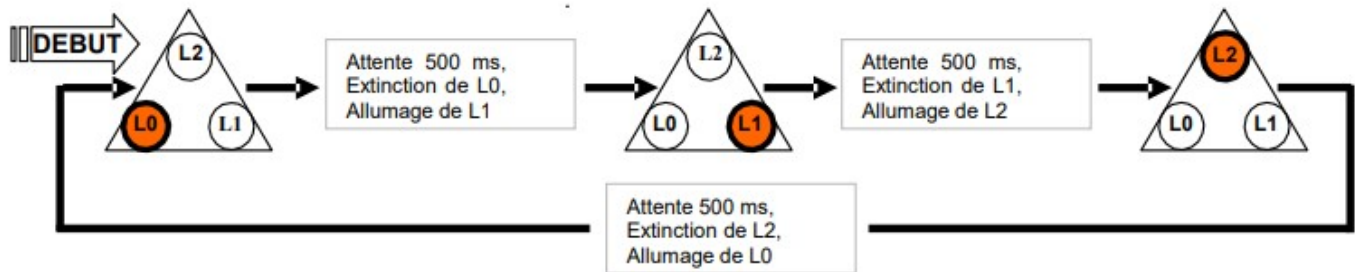 DEBUT
L2
L0
L1
Attente 500 ms,
Extinction de L0,
Allumage de L1
L2
L0
L1
Attente 500 ms,
Extinction de L1,
Allumage de L2
L2
L0
L1
Attente 500 ms,
Extinction de L2,
Allumage de L0